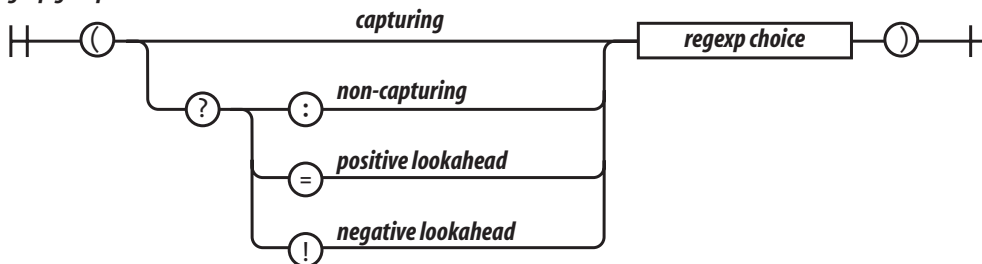 capturing
( regexp choice )
? : non-capturing
= positive lookahead
! negative lookahead